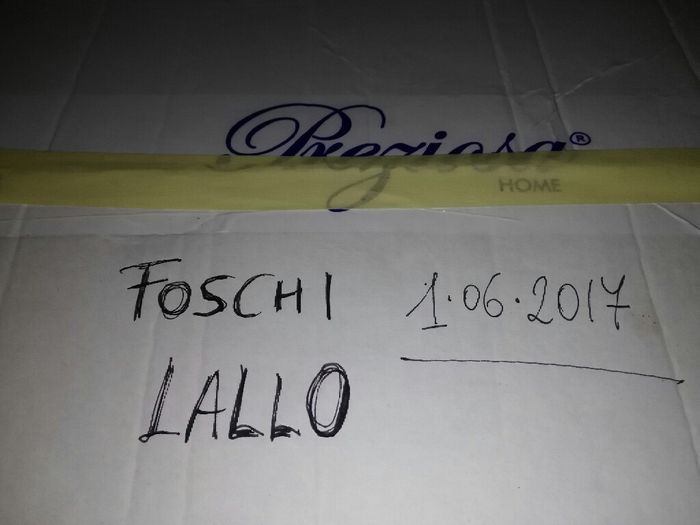 Preziosa®
HOME
FOSCHI 1.06.2017
LALLO